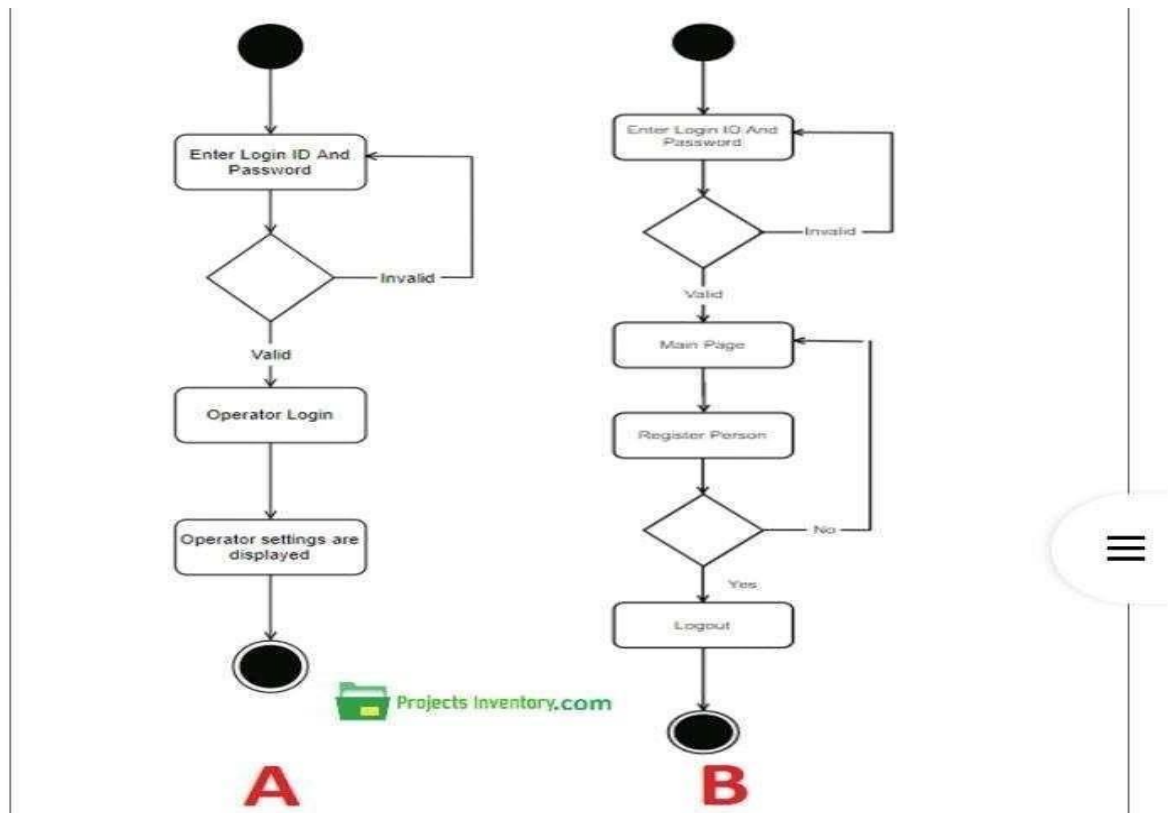 Enter Login ID And
Password
Invalid
Valid
Operator Login
Operator settings are
displayed
A
Enter Login ID And
Password
Invalid
Valid
Main Page
Register Person
No
Yes
Logout
B
Projects Inventory.com